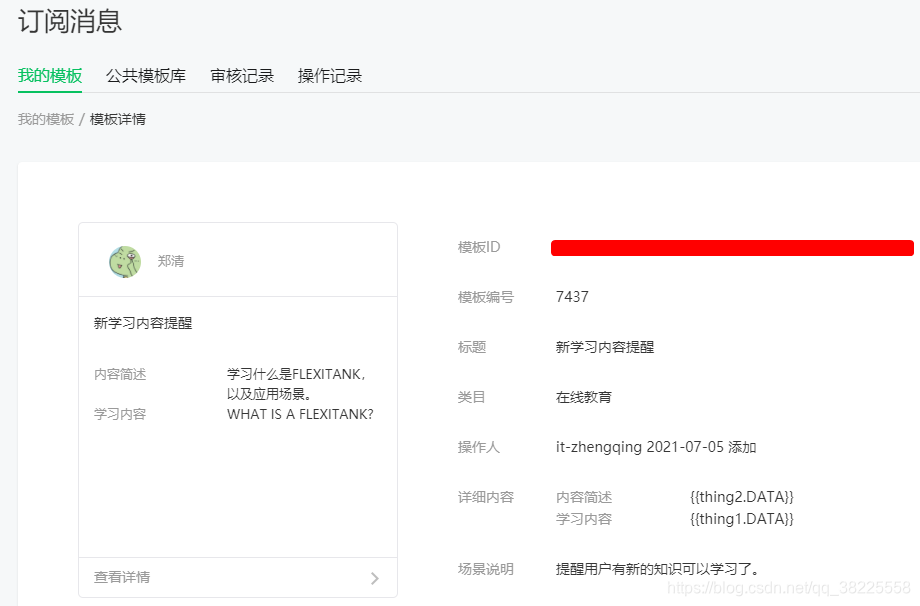 订阅消息
我的模板 公共模板库 审核记录 操作记录
我的模板 / 模板详情
郑清
新学习内容提醒
内容简述 学习什么是FLEXITANK，
以及应用场景。
学习内容 WHAT IS A FLEXITANK?
查看详情
模板ID
模板编号 7437
标题 新学习内容提醒
类目 在线教育
操作人 it-zhengqing 2021-07-05 添加
详细内容 内容简述 {{thing2.DATA}}
学习内容 {{thing1.DATA}}
场景说明 提醒用户有新的知识可以学习了。
https://blog.csdn.net/qq_38225558